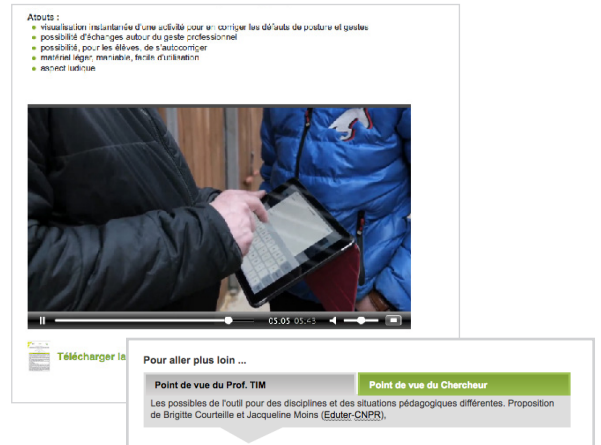 Atouts :
visualisation instantanée d'une activité pour en corriger les défauts de posture et gestes
possibilité d'échanges autour du geste professionnel
possibilité, pour les élèves, de s'autocorriger
matériel léger, maniable, facile d'utilisation
aspect ludique
05:05 05:43
Télécharger la
Pour aller plus loin ...
Point de vue du Prof. TIM
Point de vue du Chercheur
Les possibles de l'outil pour des disciplines et des situations pédagogiques différentes. Proposition
de Brigitte Courteille et Jacqueline Moins (Eduter-CNPR),